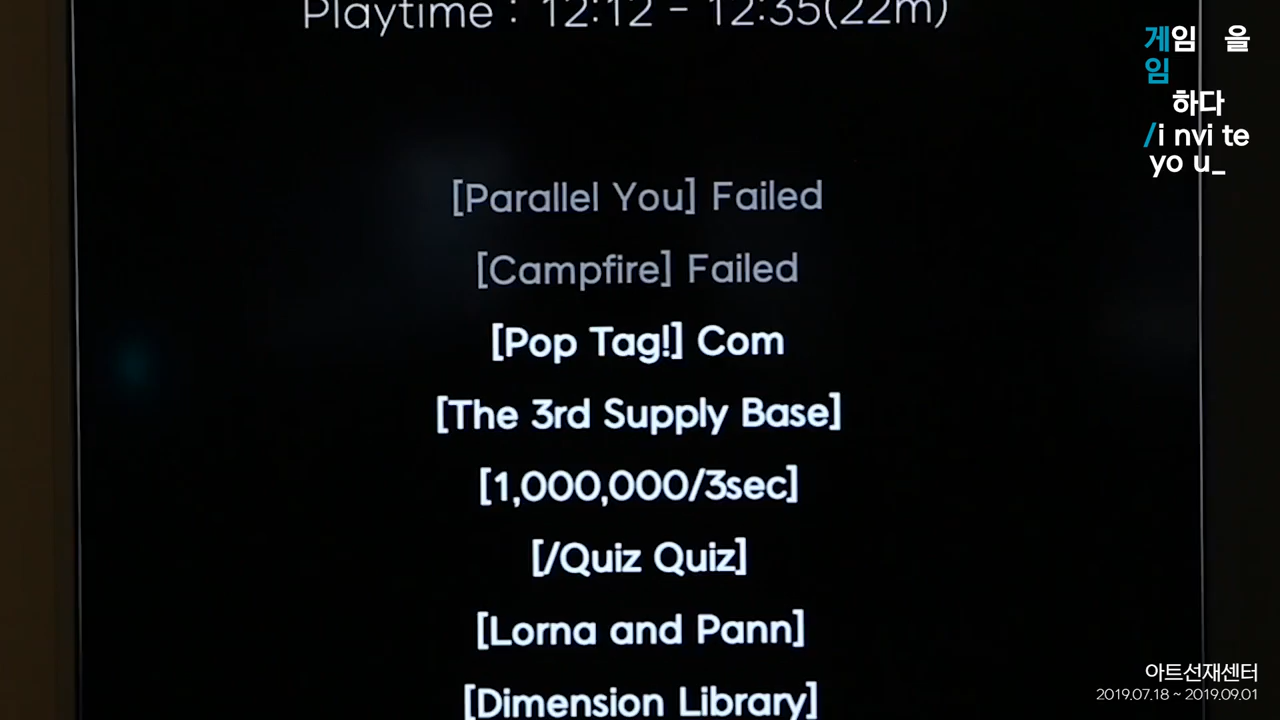 Playtime : 12:12 - 12:35(22m)
게임 을
임
하다
/i nvi te
yo u_
[Parallel You] Failed
[Campfire] Failed
[Pop Tag!] Com
[The 3rd Supply Base]
[1,000,000/3sec]
[/Quiz Quiz]
[Lorna and Pann]
[Dimension Library]
아트선재센터
2019.07.18 ~ 2019.09.01